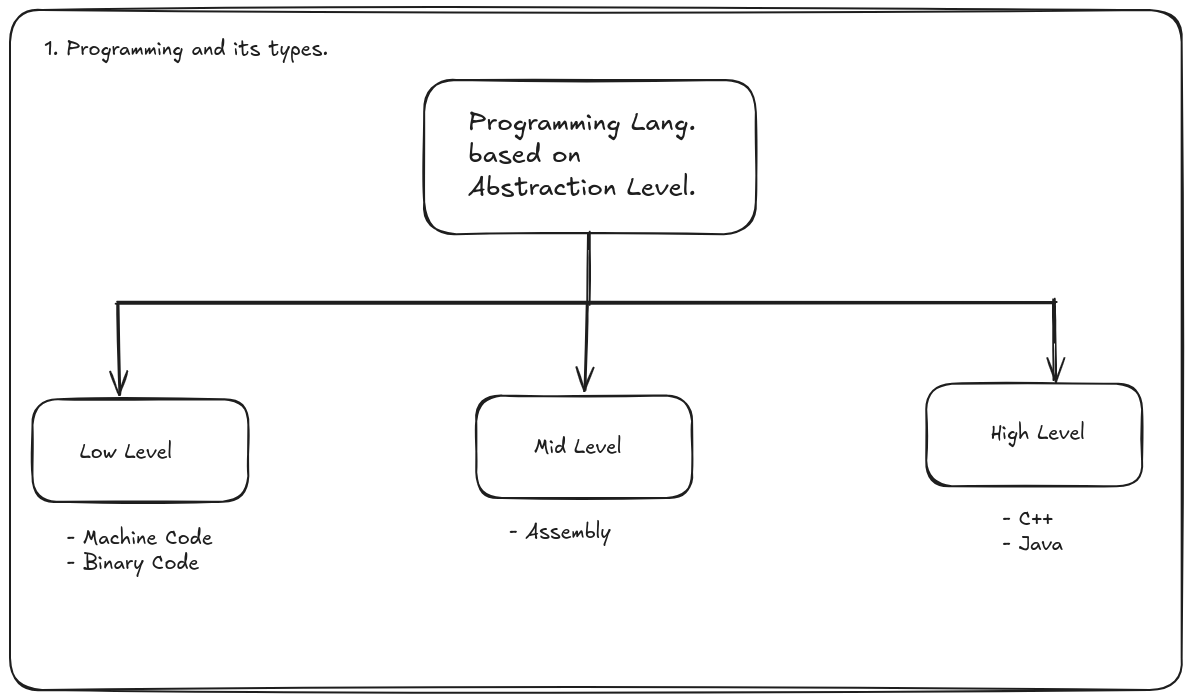 1. Programming and its types.
Programming Lang.
based on
Abstraction Level.
Low Level
- Machine Code
- Binary Code
Mid Level
- Assembly
High Level
- C++
- Java